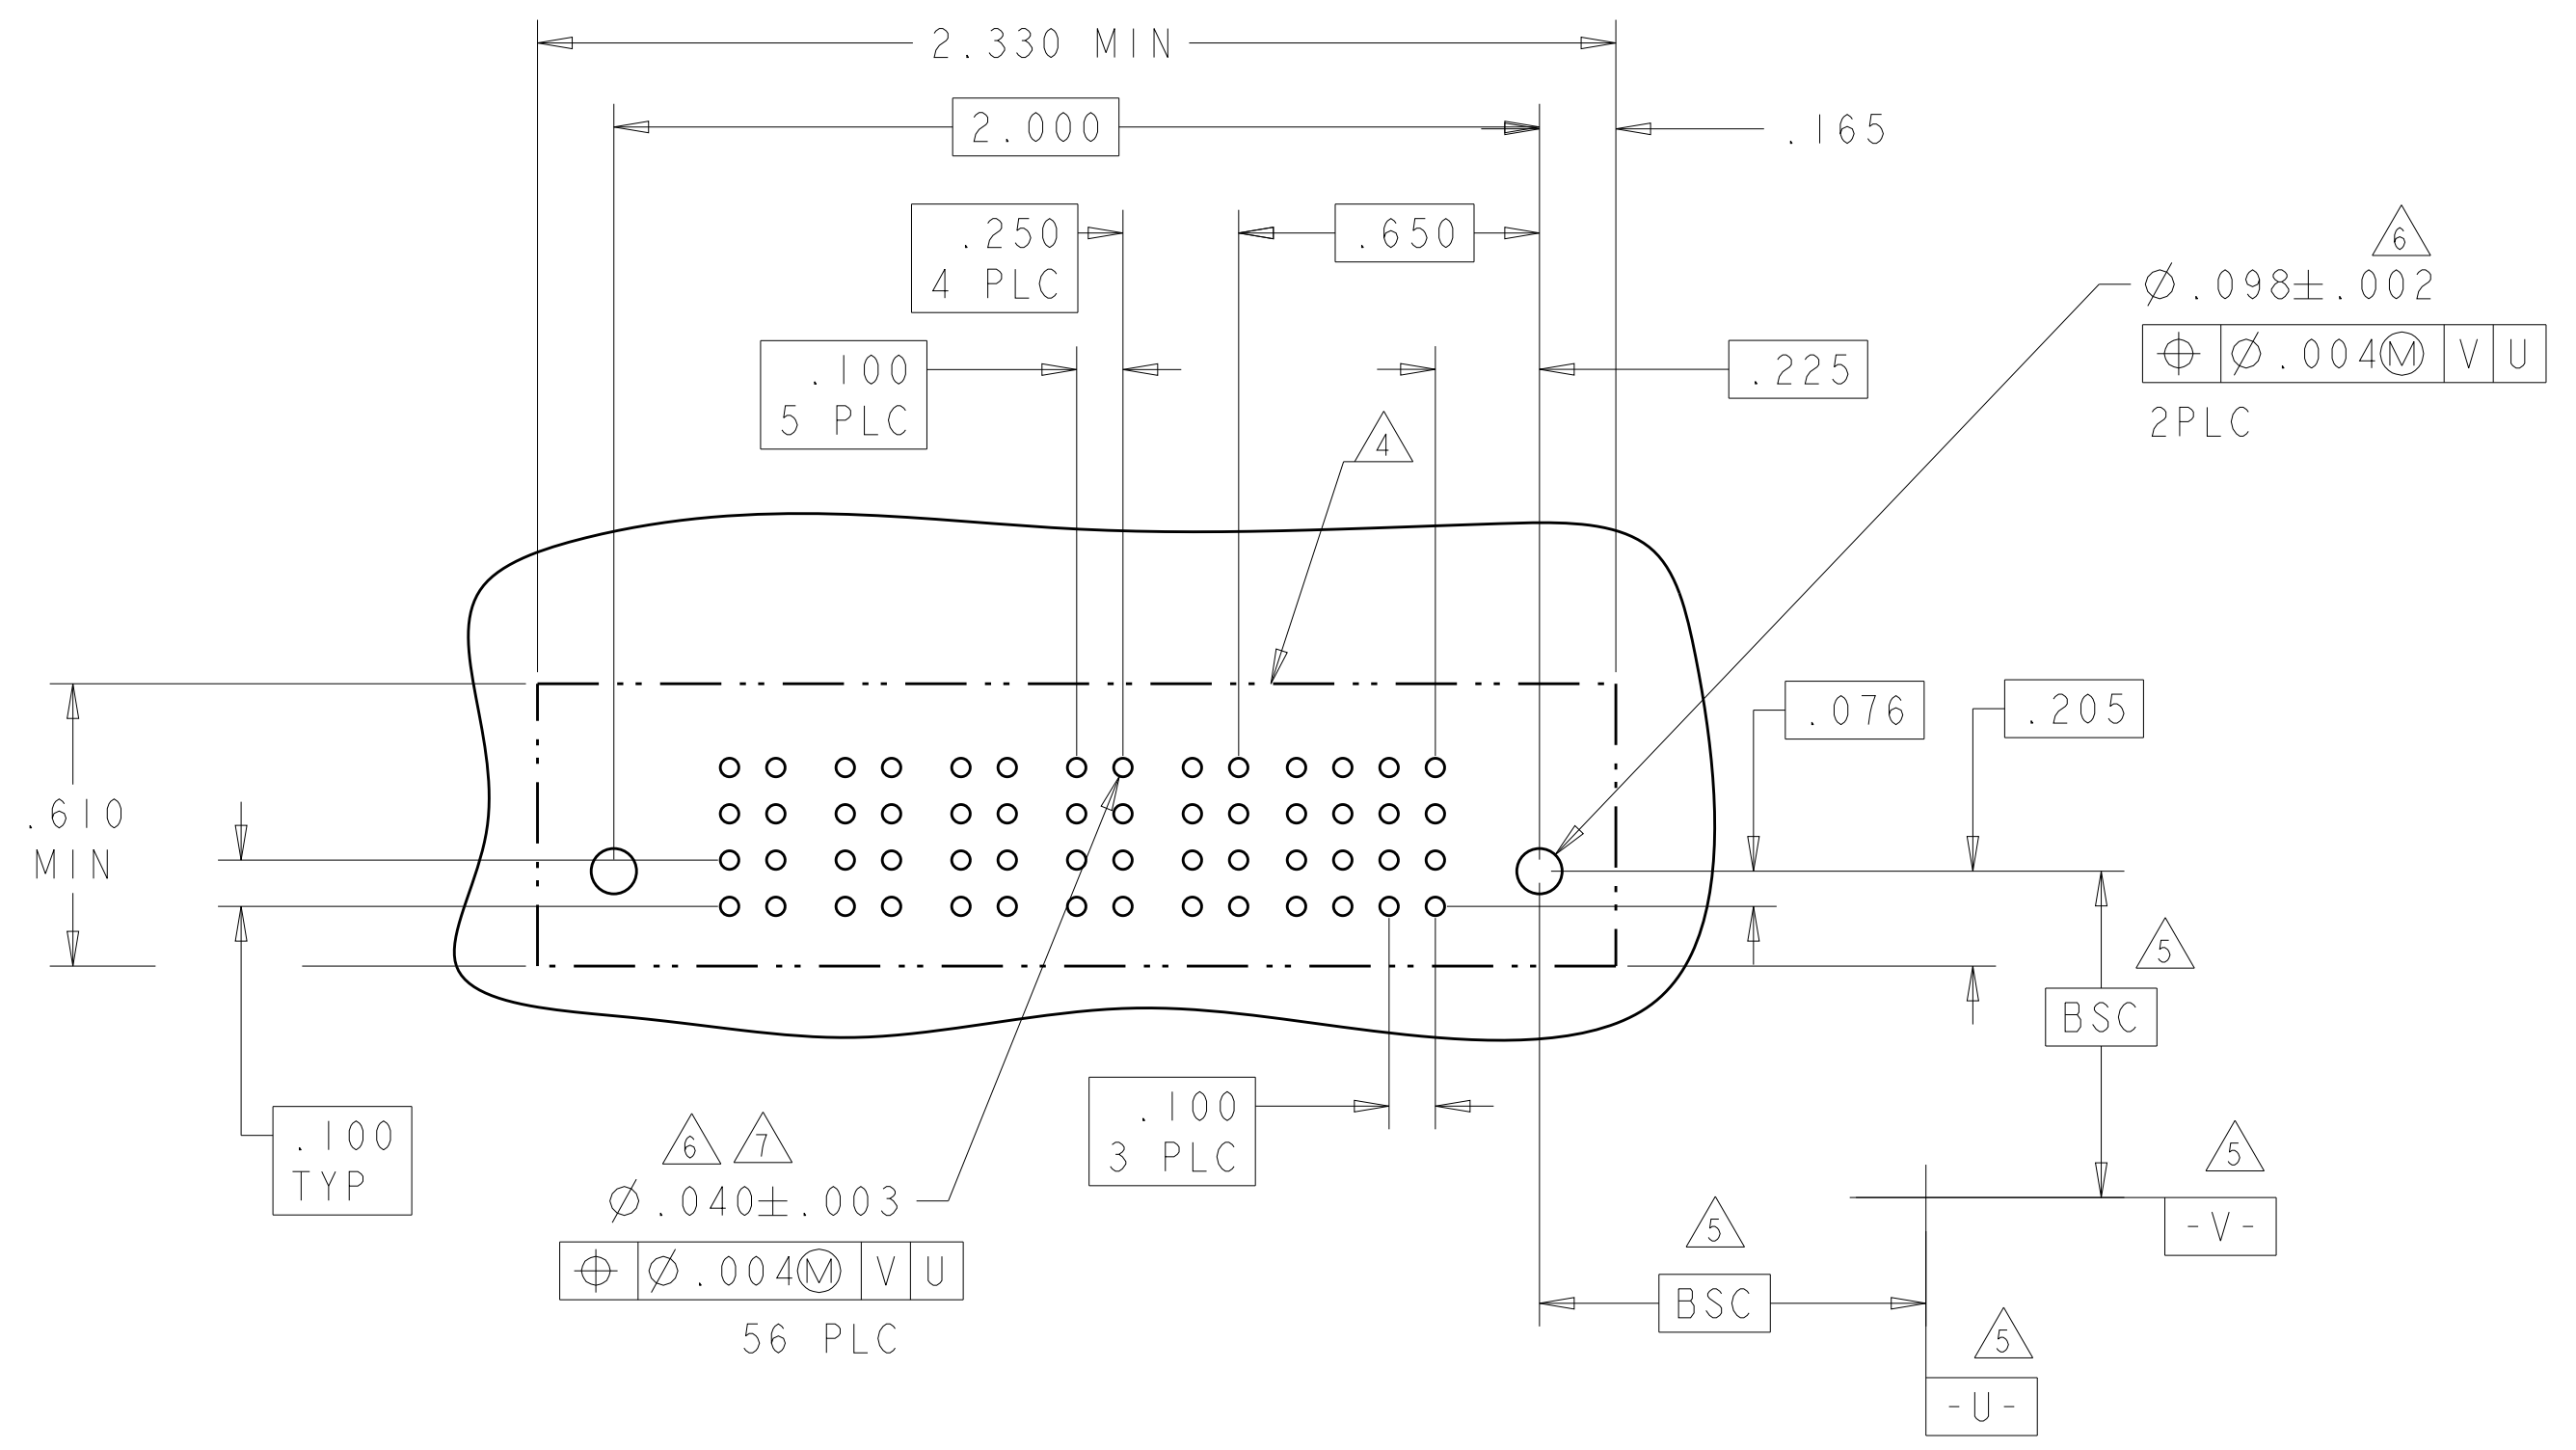 2.330 MIN
2.000
.165
.250
4 PLC
.650
6
⌀.098±.002
⌖ ⌀.004Ⓜ V U
2PLC
.100
5 PLC
.225
4
.076
.205
.610
MIN
5
BSC
.100
TYP
.100
3 PLC
6 7
⌀.040±.003
⌖ ⌀.004Ⓜ V U
56 PLC
5
-V-
5
BSC
5
-U-